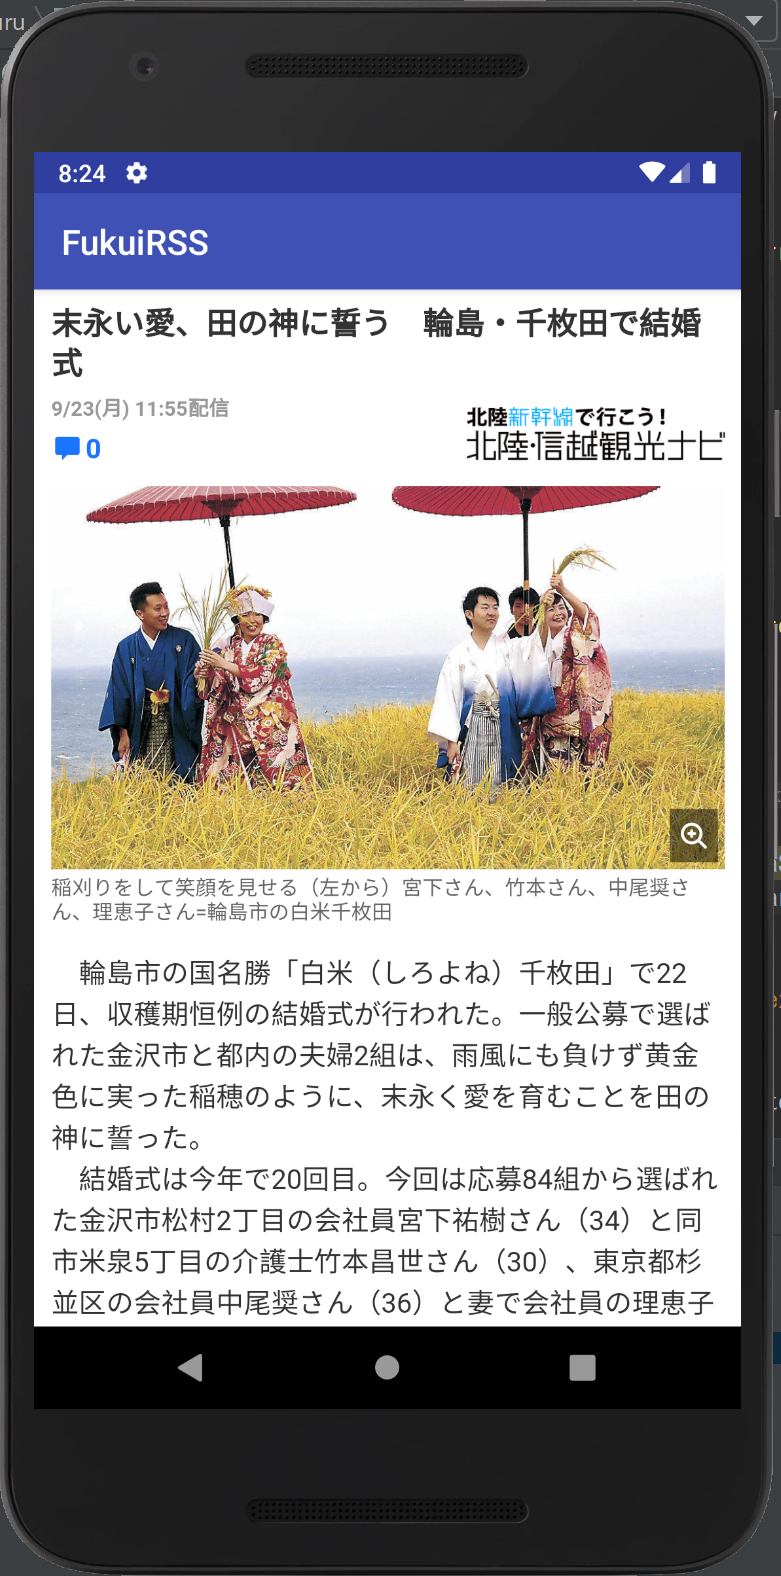 uru
8:24
FukuiRSS
末永い愛、田の神に誓う　輪島・千枚田で結婚
式
9/23(月) 11:55配信
0
北陸新幹線で行こう!
北陸・信越観光ナビ
稲刈りをして笑顔を見せる（左から）宮下さん、竹本さん、中尾奨さ
ん、理恵子さん=輪島市の白米千枚田
　輪島市の国名勝「白米（しろよね）千枚田」で22
日、収穫期恒例の結婚式が行われた。一般公募で選ば
れた金沢市と都内の夫婦2組は、雨風にも負けず黄金
色に実った稲穂のように、末永く愛を育むことを田の
神に誓った。
　結婚式は今年で20回目。今回は応募84組から選ばれ
た金沢市松村2丁目の会社員宮下祐樹さん（34）と同
市米泉5丁目の介護士竹本昌世さん（30）、東京都杉
並区の会社員中尾奨さん（36）と妻で会社員の理恵子